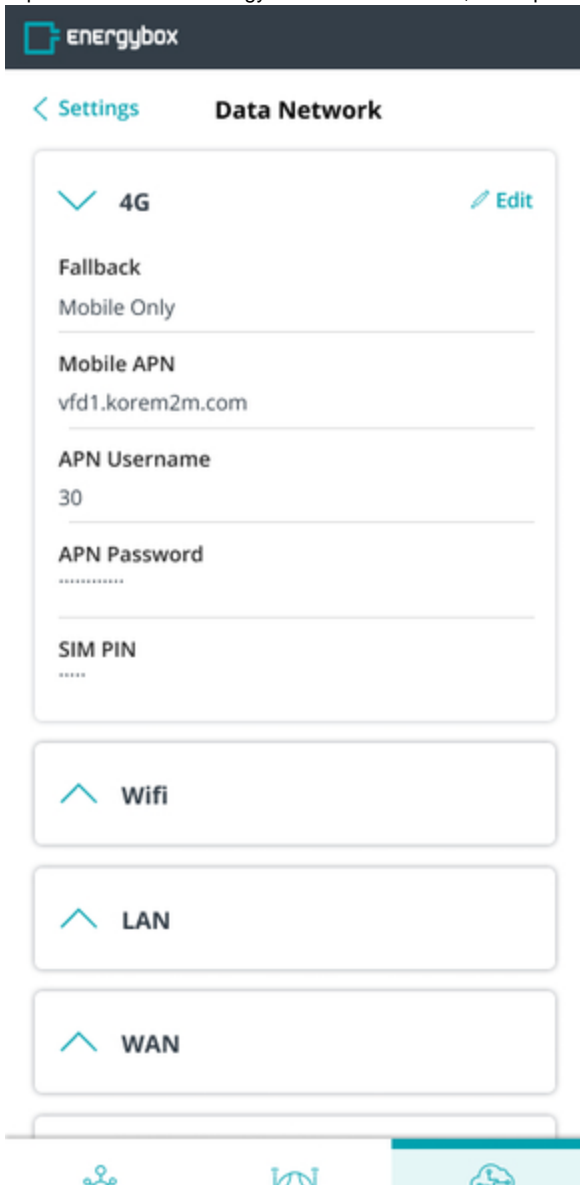 energybox
Settings Data Network
4G Edit
Fallback
Mobile Only
Mobile APN
vfd1.korem2m.com
APN Username
30
APN Password
············
SIM PIN
·····
Wifi
LAN
WAN